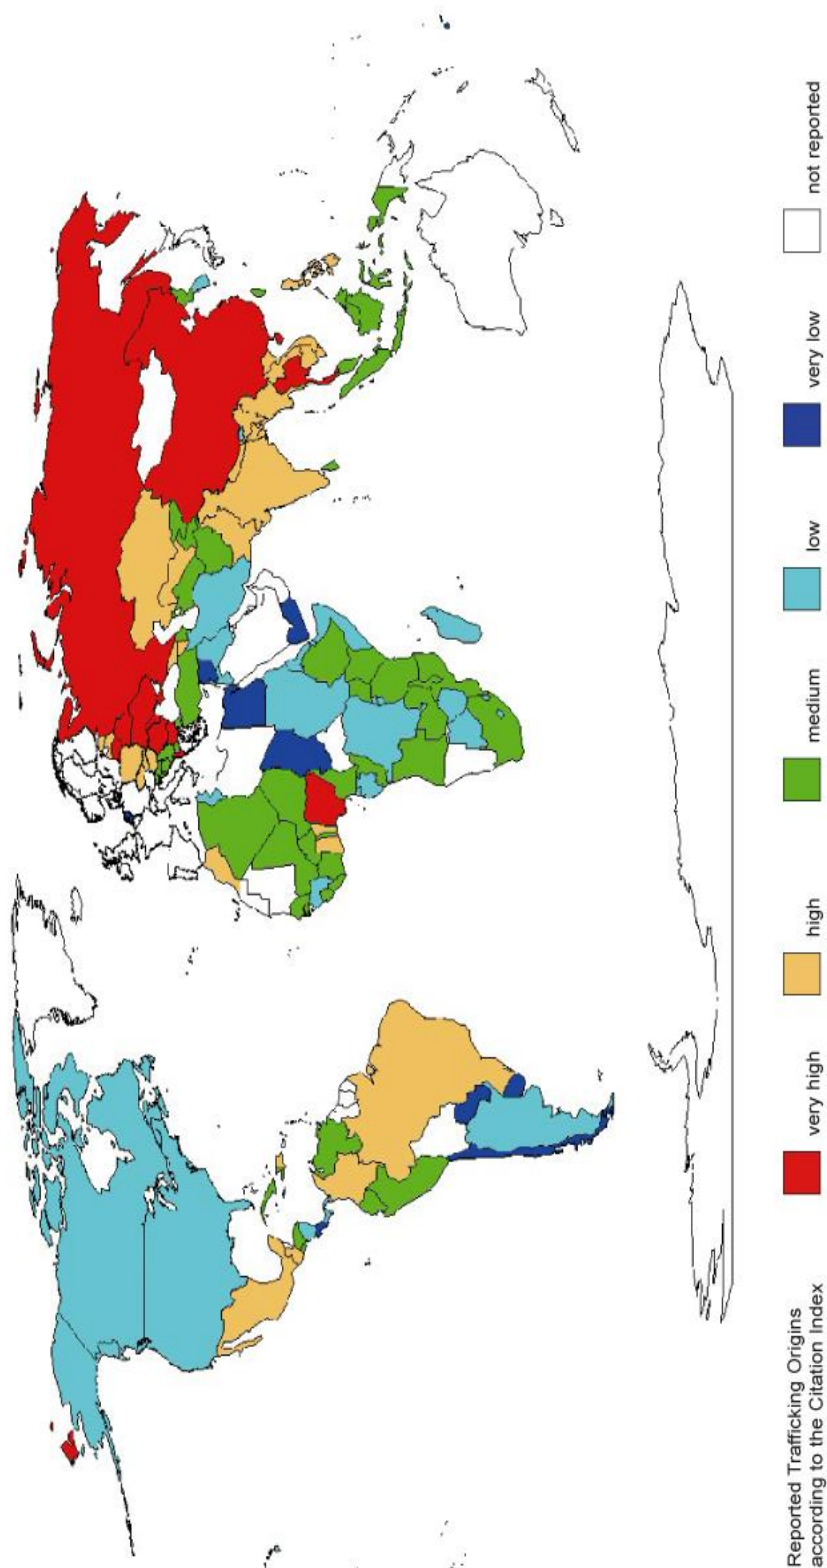 Reported Trafficking Origins
according to the Citation Index
very high
high
medium
low
very low
not reported